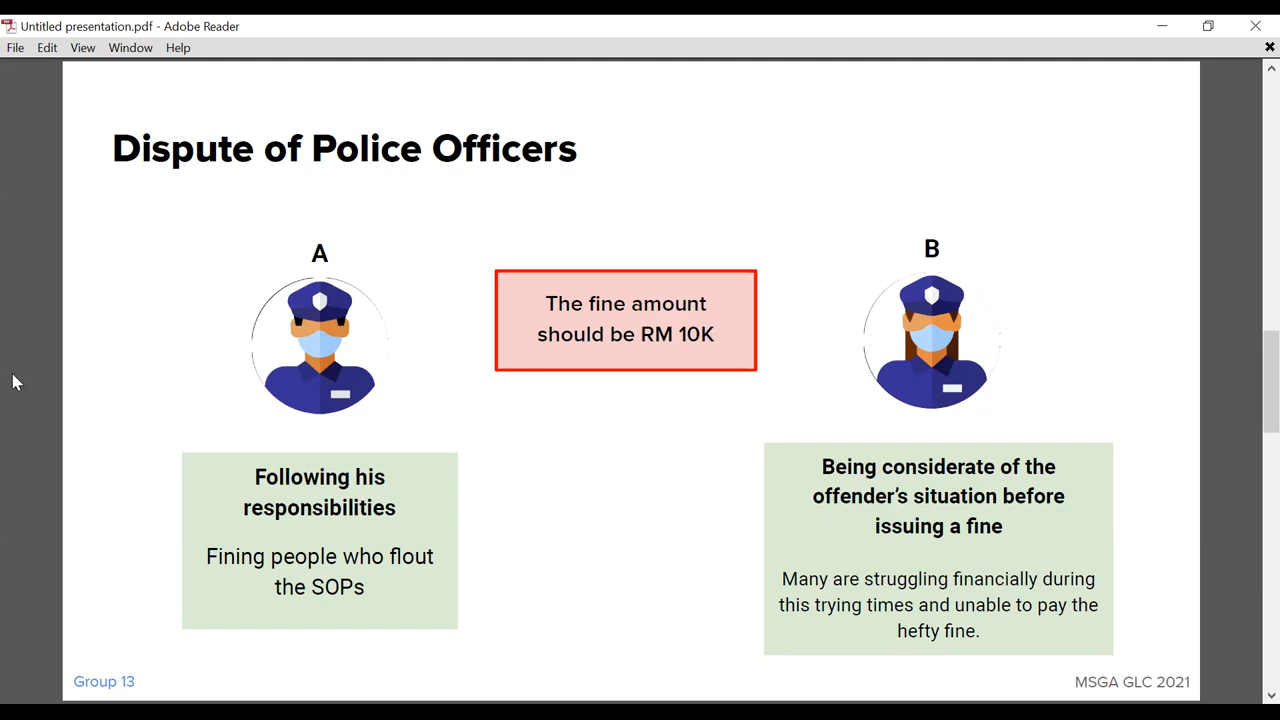 Untitled presentation.pdf - Adobe Reader
File Edit View Window Help
Dispute of Police Officers
A
B
The fine amount
should be RM 10K
Following his
responsibilities
Fining people who flout
the SOPs
Being considerate of the
offender's situation before
issuing a fine
Many are struggling financially during
this trying times and unable to pay the
hefty fine.
Group 13
MSGA GLC 2021